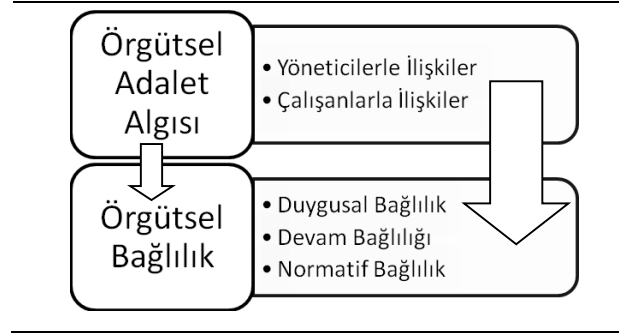 Örgütsel
Adalet
Algısı
• Yöneticilerle İlişkiler
• Çalışanlarla İlişkiler
Örgütsel
Bağlılık
• Duygusal Bağlılık
• Devam Bağlılığı
• Normatif Bağlılık